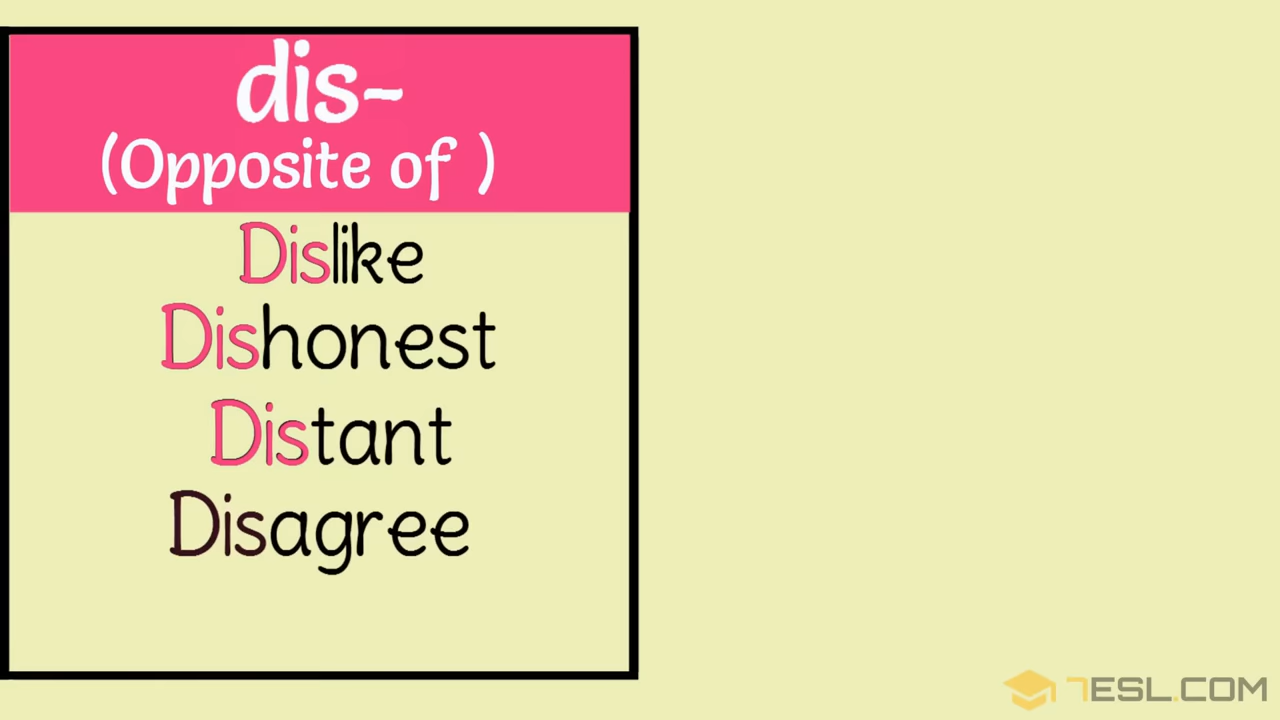 dis-
(Opposite of )
Dislike
Dishonest
Distant
Disagree
7ESL.COM